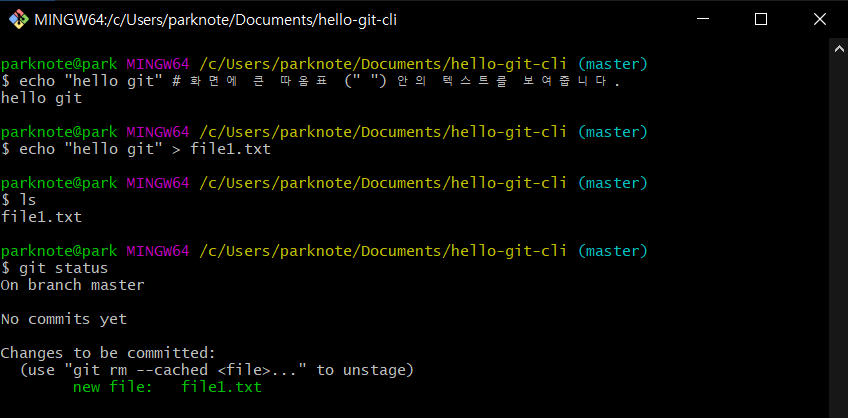 MINGW64:/c/Users/parknote/Documents/hello-git-cli
parknote@park MINGW64 /c/Users/parknote/Documents/hello-git-cli (master)
$ echo "hello git" # 화면에 큰 따옴표 (" ") 안의 텍스트를 보여줍니다.
hello git
parknote@park MINGW64 /c/Users/parknote/Documents/hello-git-cli (master)
$ echo "hello git" > file1.txt
parknote@park MINGW64 /c/Users/parknote/Documents/hello-git-cli (master)
$ ls
file1.txt
parknote@park MINGW64 /c/Users/parknote/Documents/hello-git-cli (master)
$ git status
On branch master
No commits yet
Changes to be committed:
  (use "git rm --cached <file>..." to unstage)
        new file:   file1.txt